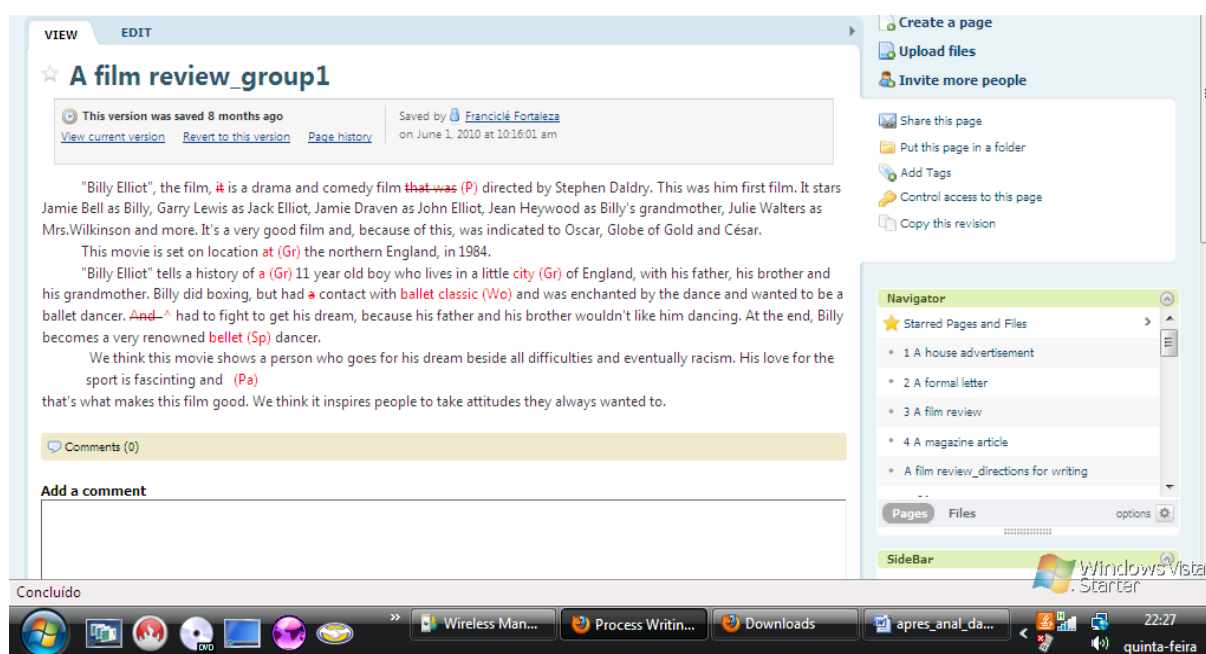 VIEW EDIT
A film review_group1
This version was saved 8 months ago
View current version Revert to this version Page history
Saved by Franciclé Fortaleza
on June 1, 2010 at 10:16:01 am
"Billy Elliot", the film, it is a drama and comedy film that was (P) directed by Stephen Daldry. This was him first film. It stars
Jamie Bell as Billy, Garry Lewis as Jack Elliot, Jamie Draven as John Elliot, Jean Heywood as Billy's grandmother, Julie Walters as
Mrs.Wilkinson and more. It's a very good film and, because of this, was indicated to Oscar, Globe of Gold and César.
This movie is set on location at (Gr) the northern England, in 1984.
"Billy Elliot" tells a history of a (Gr) 11 year old boy who lives in a little city (Gr) of England, with his father, his brother and
his grandmother. Billy did boxing, but had a contact with ballet classic (Wo) and was enchanted by the dance and wanted to be a
ballet dancer. And ^ had to fight to get his dream, because his father and his brother wouldn't like him dancing. At the end, Billy
becomes a very renowned bellet (Sp) dancer.
We think this movie shows a person who goes for his dream beside all difficulties and eventually racism. His love for the
sport is fascinting and (Pa)
that's what makes this film good. We think it inspires people to take attitudes they always wanted to.
Comments (0)
Add a comment
Create a page
Upload files
Invite more people
Share this page
Put this page in a folder
Add Tags
Control access to this page
Copy this revision
Navigator
Starred Pages and Files
1 A house advertisement
2 A formal letter
3 A film review
4 A magazine article
A film review_directions for writing
Pages Files options
SideBar
Windows Vista
Starter
Concluído
DVD
» Wireless Man... Process Writin... Downloads apres_anal_da... < 22:27
quinta-feira